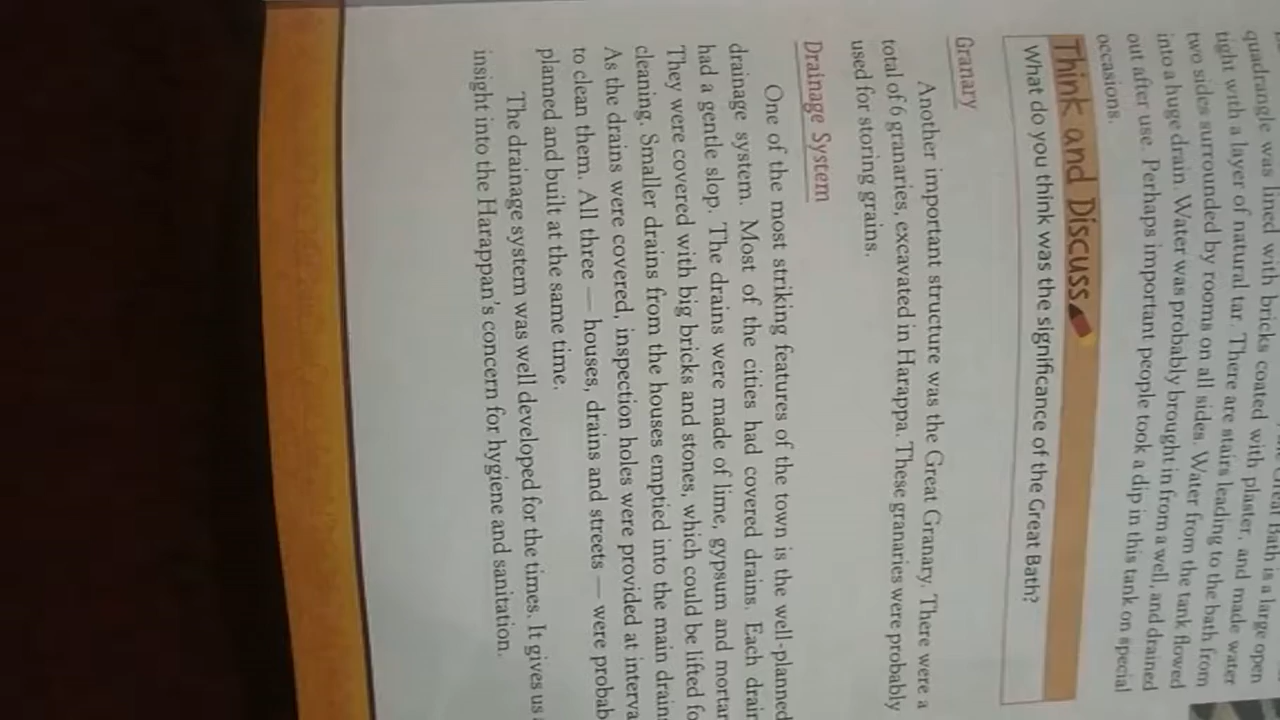 Great Bath is a large open
quadrangle was lined with bricks coated with plaster, and made water
tight with a layer of natural tar. There are stairs leading to the bath from
two sides surrounded by rooms on all sides. Water from the tank flowed
into a huge drain. Water was probably brought in from a well, and drained
out after use. Perhaps important people took a dip in this tank on special
occasions.
Think and Discuss
What do you think was the significance of the Great Bath?
Granary
Another important structure was the Great Granary. There were a
total of 6 granaries, excavated in Harappa. These granaries were probably
used for storing grains.
Drainage System
One of the most striking features of the town is the well-planned
drainage system. Most of the cities had covered drains. Each drain
had a gentle slop. The drains were made of lime, gypsum and mortar
They were covered with big bricks and stones, which could be lifted fo
cleaning. Smaller drains from the houses emptied into the main drain
As the drains were covered, inspection holes were provided at interva
to clean them. All three — houses, drains and streets — were probab
planned and built at the same time.
The drainage system was well developed for the times. It gives us
insight into the Harappan's concern for hygiene and sanitation.